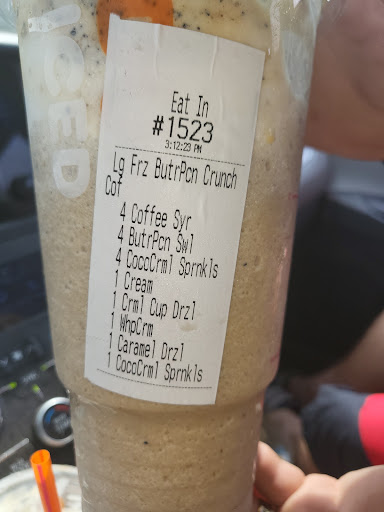 ICED
Eat In
#1523
3:12:23 PM
Lg Frz ButrPcn Crunch
Cof
4 Coffee Syr
4 ButrPcn Swl
4 CocoCrml Sprnkls
1 Cream
1 Crml Cup Drzl
1 WhpCrm
1 Caramel Drzl
1 CocoCrml Sprnkls